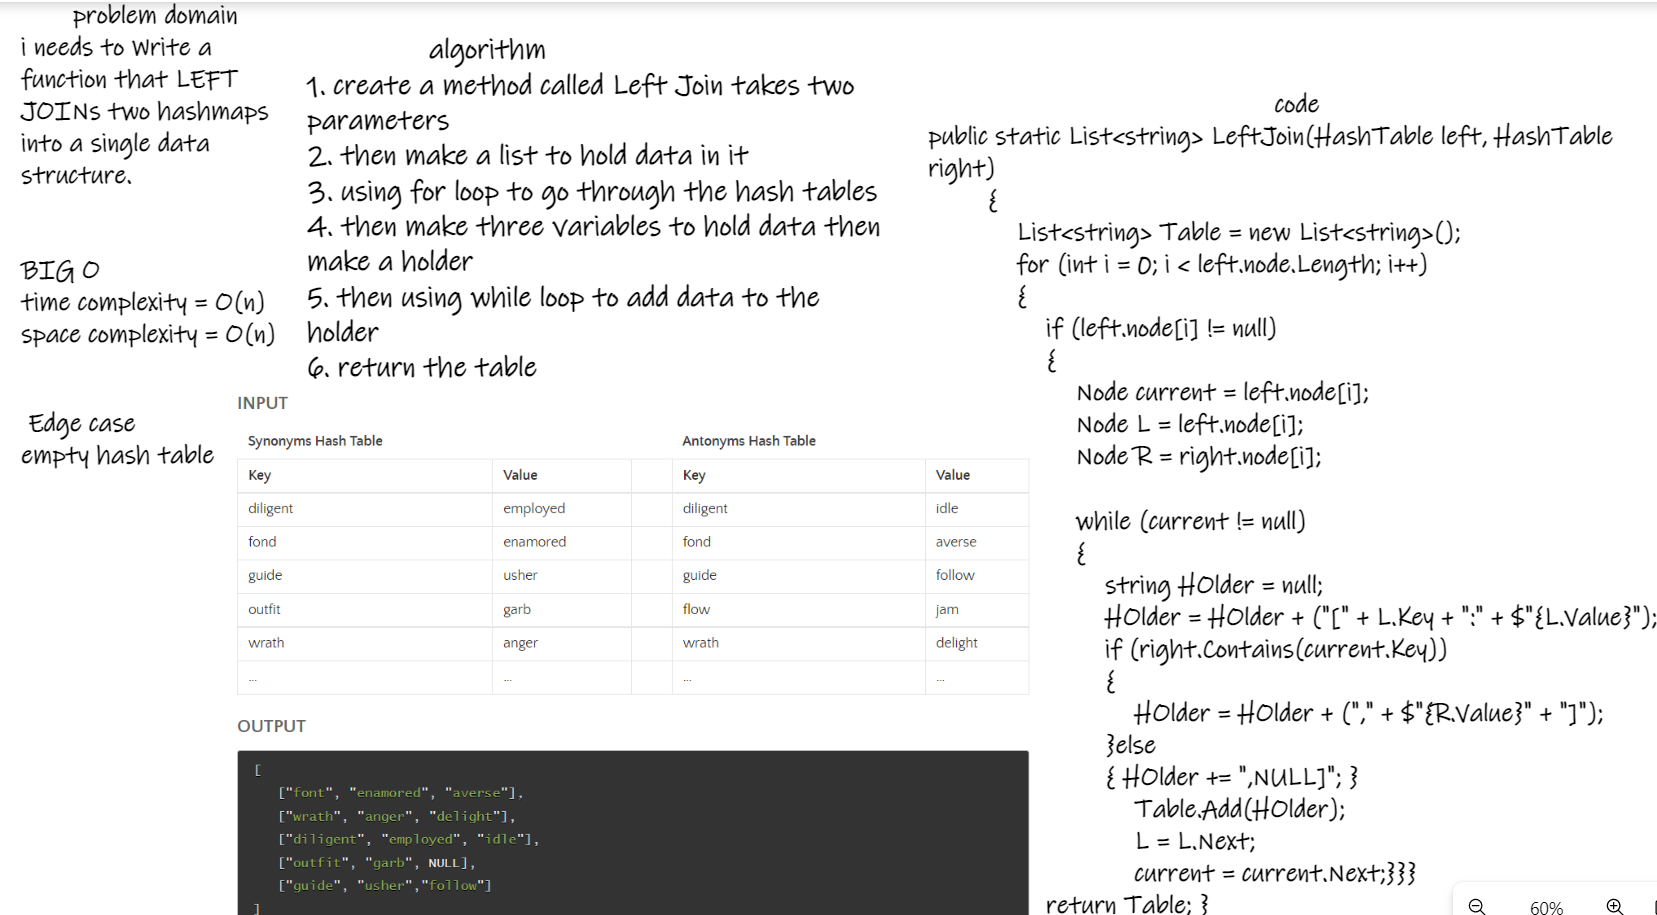 problem domain
i needs to Write a
function that LEFT
JOINs two hashmaps
into a single data
structure.
BIG O
time complexity = O(n)
space complexity = O(n)
Edge case
empty hash table
algorithm
1. create a method called Left Join takes two
parameters
2. then make a list to hold data in it
3. using for loop to go through the hash tables
4. then make three variables to hold data then
make a holder
5. then using while loop to add data to the
holder
6. return the table
INPUT
Synonyms Hash Table Antonyms Hash Table
Key Value Key Value
diligent employed diligent idle
fond enamored fond averse
guide usher guide follow
outfit garb flow jam
wrath anger wrath delight
... ... ... ...
OUTPUT
[
["font", "enamored", "averse"],
["wrath", "anger", "delight"],
["diligent", "employed", "idle"],
["outfit", "garb", NULL],
["guide", "usher","follow"]
]
code
public static List<string> LeftJoin(HashTable left, HashTable
right)
{
List<string> Table = new List<string>();
for (int i = 0; i < left.node.Length; i++)
{
if (left.node[i] != null)
{
Node current = left.node[i];
Node L = left.node[i];
Node R = right.node[i];
while (current != null)
{
string HOlder = null;
HOlder = HOlder + ("[" + L.Key + ":" + $"{L.Value}");
if (right.Contains(current.Key))
{
HOlder = HOlder + ("," + $"{R.Value}" + "]");
}else
{ HOlder += ",NULL]"; }
Table.Add(HOlder);
L = L.Next;
current = current.Next;}}}
return Table; }
60%